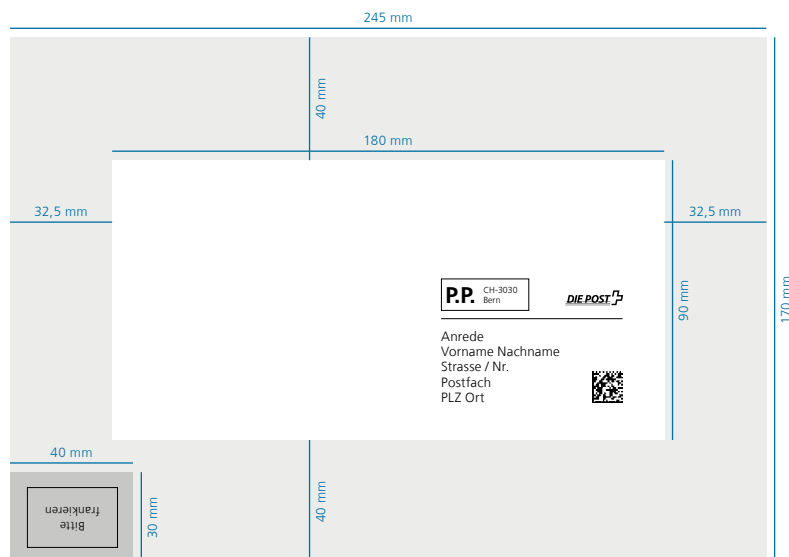 245 mm
40 mm
180 mm
32,5 mm
32,5 mm
P.P.
CH-3030
Bern
DIE POST
90 mm
170 mm
Anrede
Vorname Nachname
Strasse / Nr.
Postfach
PLZ Ort
40 mm
Bitte
frankieren
30 mm
40 mm